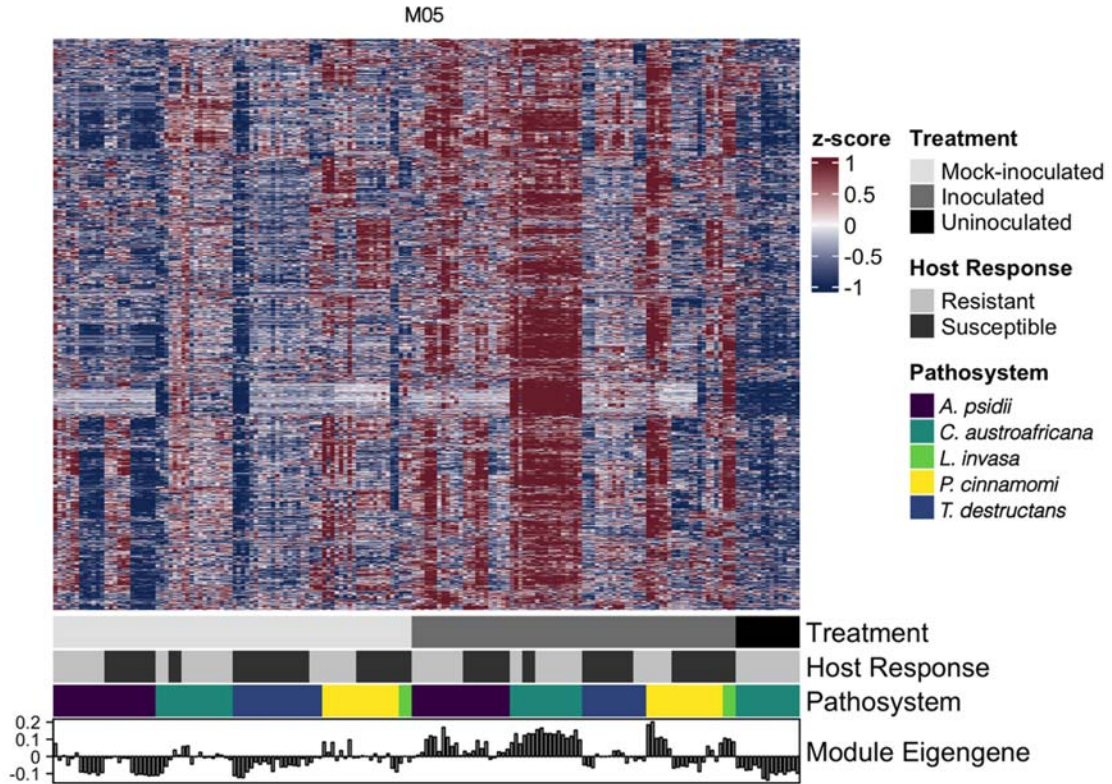 M05
z-score
1
0.5
0
-0.5
-1
Treatment
Mock-inoculated
Inoculated
Uninoculated
Host Response
Resistant
Susceptible
Pathosystem
A. psidii
C. austroafricana
L. invasa
P. cinnamomi
T. destructans
Treatment
Host Response
Pathosystem
0.2
0.1
0
-0.1
Module Eigengene